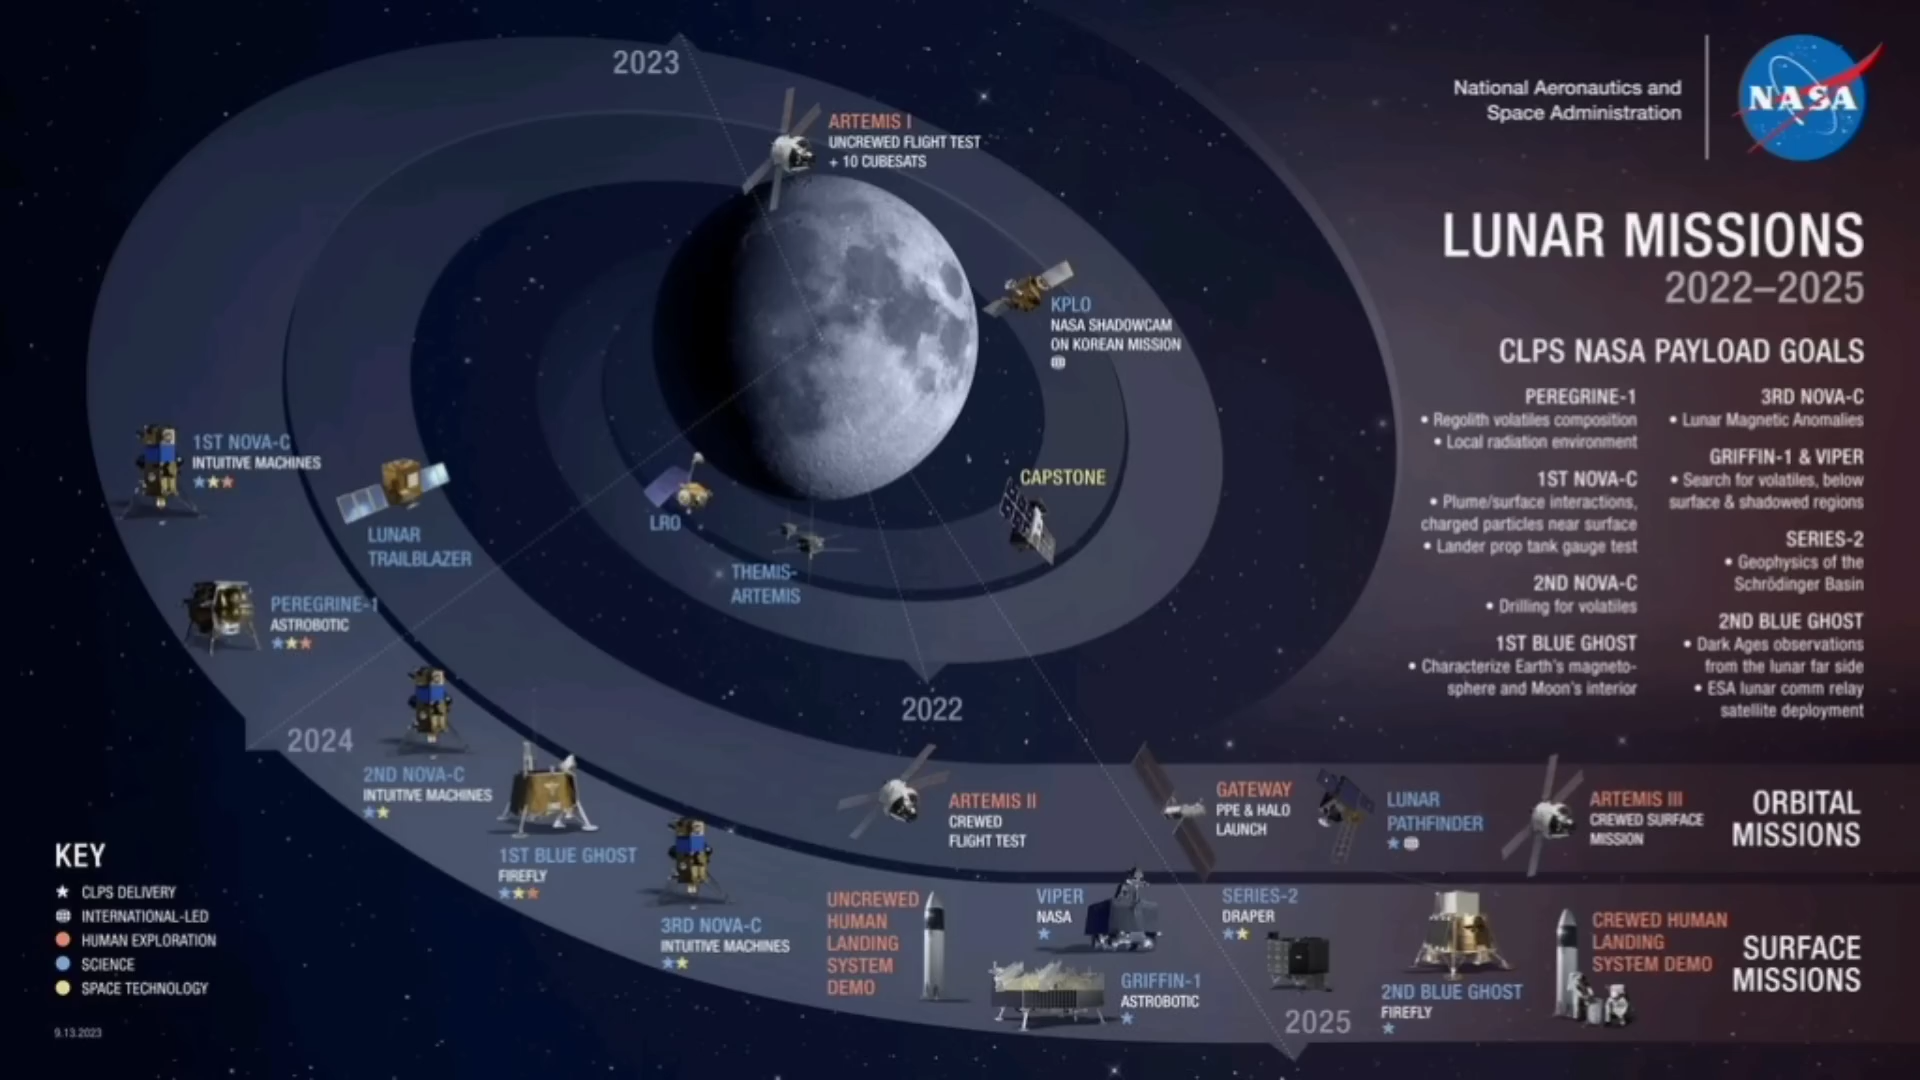 National Aeronautics and
Space Administration
NASA
LUNAR MISSIONS
2022–2025
CLPS NASA PAYLOAD GOALS
PEREGRINE-1
• Regolith volatiles composition
• Local radiation environment
1ST NOVA-C
• Plume/surface interactions,
charged particles near surface
• Lander prop tank gauge test
2ND NOVA-C
• Drilling for volatiles
1ST BLUE GHOST
• Characterize Earth's magneto-
sphere and Moon's interior
3RD NOVA-C
• Lunar Magnetic Anomalies
GRIFFIN-1 & VIPER
• Search for volatiles, below
surface & shadowed regions
SERIES-2
• Geophysics of the
Schrödinger Basin
2ND BLUE GHOST
• Dark Ages observations
from the lunar far side
• ESA lunar comm relay
satellite deployment
2023
ARTEMIS I
UNCREWED FLIGHT TEST
+ 10 CUBESATS
KPLO
NASA SHADOWCAM
ON KOREAN MISSION
CAPSTONE
LRO
THEMIS-
ARTEMIS
2022
1ST NOVA-C
INTUITIVE MACHINES
LUNAR
TRAILBLAZER
PEREGRINE-1
ASTROBOTIC
2024
2ND NOVA-C
INTUITIVE MACHINES
1ST BLUE GHOST
FIREFLY
3RD NOVA-C
INTUITIVE MACHINES
ARTEMIS II
CREWED
FLIGHT TEST
GATEWAY
PPE & HALO
LAUNCH
LUNAR
PATHFINDER
ARTEMIS III
CREWED SURFACE
MISSION
ORBITAL
MISSIONS
UNCREWED
HUMAN
LANDING
SYSTEM
DEMO
VIPER
NASA
GRIFFIN-1
ASTROBOTIC
SERIES-2
DRAPER
2025
2ND BLUE GHOST
FIREFLY
CREWED HUMAN
LANDING
SYSTEM DEMO
SURFACE
MISSIONS
KEY
CLPS DELIVERY
INTERNATIONAL-LED
HUMAN EXPLORATION
SCIENCE
SPACE TECHNOLOGY
9.13.2023